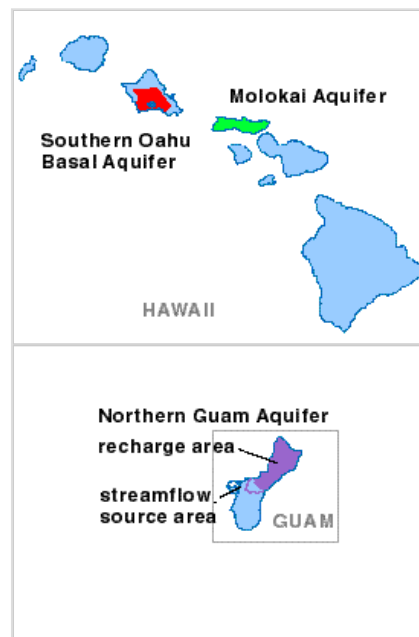 Molokai Aquifer
Southern Oahu
Basal Aquifer
HAWAII
Northern Guam Aquifer
recharge area
streamflow
source area
GUAM